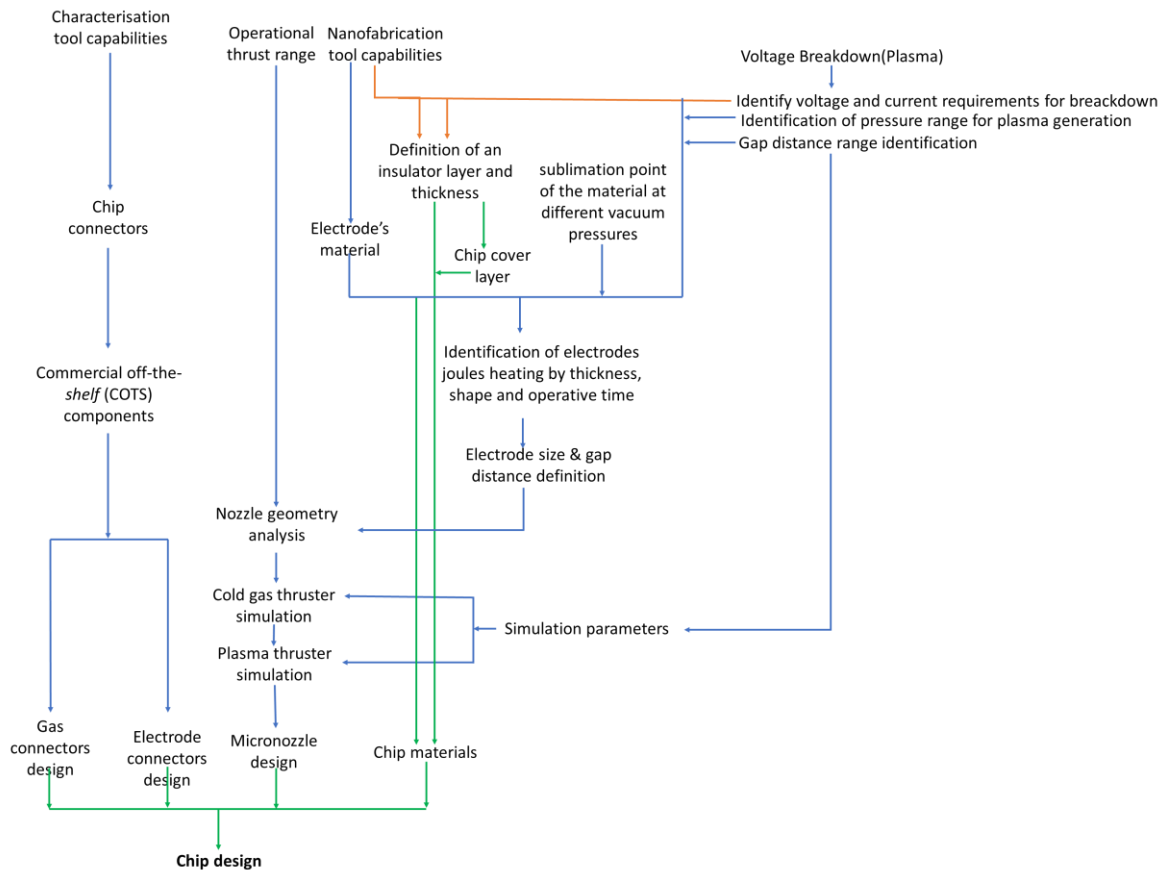 Characterisation
tool capabilities
Operational
thrust range
Nanofabrication
tool capabilities
Voltage Breakdown(Plasma)
Identify voltage and current requirements for breackdown
Identification of pressure range for plasma generation
Gap distance range identification
Definition of an
insulator layer and
thickness
sublimation point
of the material at
different vacuum
pressures
Chip
connectors
Electrode’s
material
Chip cover
layer
Identification of electrodes
joules heating by thickness,
shape and operative time
Commercial off-the-
shelf (COTS)
components
Electrode size & gap
distance definition
Nozzle geometry
analysis
Cold gas thruster
simulation
Simulation parameters
Plasma thruster
simulation
Gas
connectors
design
Electrode
connectors
design
Micronozzle
design
Chip materials
Chip design